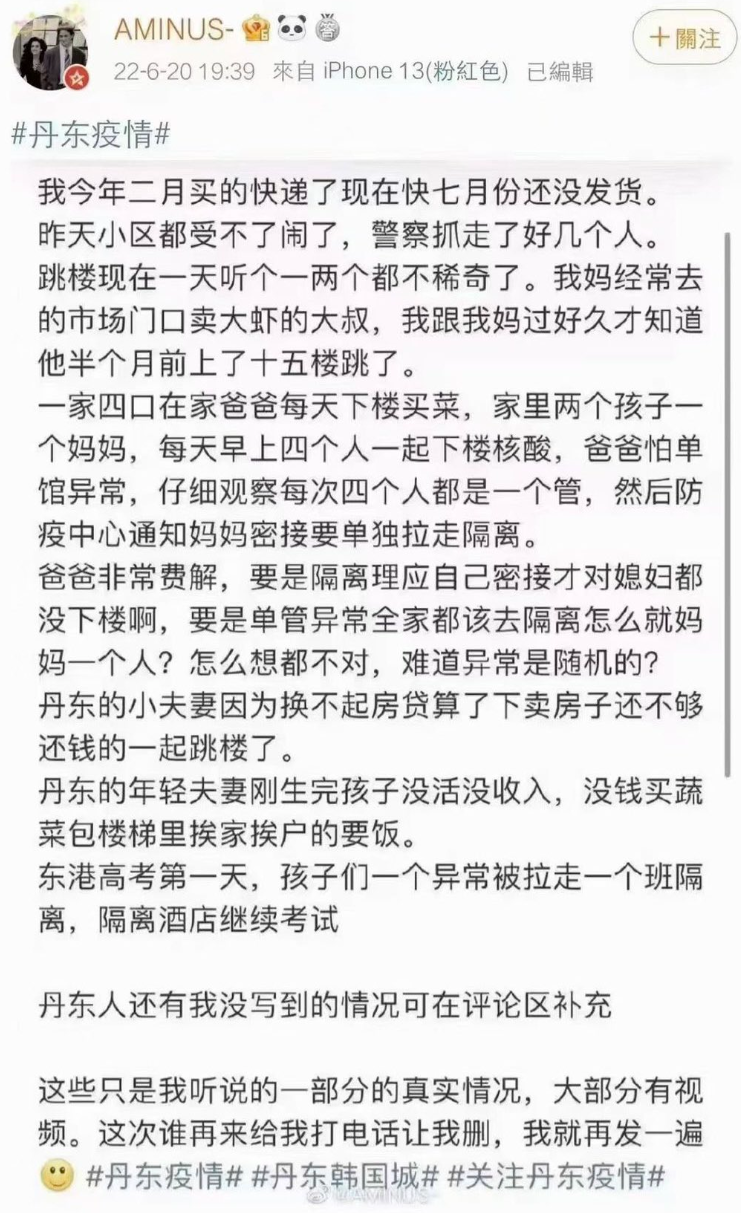 AMINUS-
22-6-20 19:39 來自 iPhone 13(粉紅色) 已編輯
+關注
#丹东疫情#
我今年二月买的快递了现在快七月份还没发货。
昨天小区都受不了闹了，警察抓走了好几个人。
跳楼现在一天听个一两个都不稀奇了。我妈经常去
的市场门口卖大虾的大叔，我跟我妈过好久才知道
他半个月前上了十五楼跳了。
一家四口在家爸爸每天下楼买菜，家里两个孩子一
个妈妈，每天早上四个人一起下楼核酸，爸爸怕单
馆异常，仔细观察每次四个人都是一个管，然后防
疫中心通知妈妈密接要单独拉走隔离。
爸爸非常费解，要是隔离理应自己密接才对媳妇都
没下楼啊，要是单管异常全家都该去隔离怎么就妈
妈一个人？怎么想都不对，难道异常是随机的？
丹东的小夫妻因为换不起房贷算了下卖房子还不够
还钱的一起跳楼了。
丹东的年轻夫妻刚生完孩子没活没收入，没钱买蔬
菜包楼梯里挨家挨户的要饭。
东港高考第一天，孩子们一个异常被拉走一个班隔
离，隔离酒店继续考试
丹东人还有我没写到的情况可在评论区补充
这些只是我听说的一部分的真实情况，大部分有视
频。这次谁再来给我打电话让我删，我就再发一遍
#丹东疫情# #丹东韩国城# #关注丹东疫情#
@AMINUS-